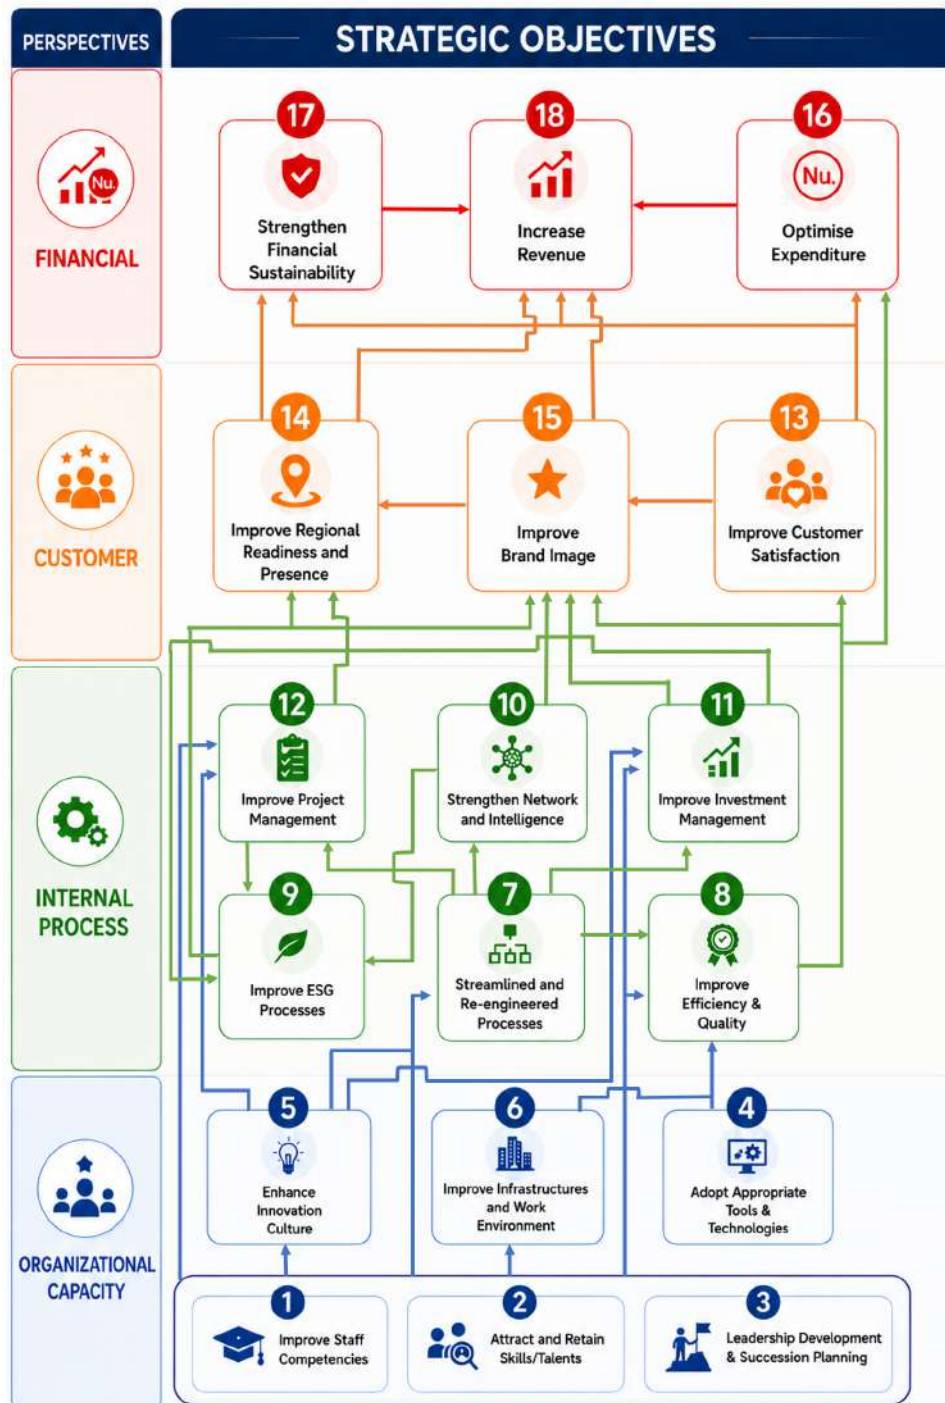 PERSPECTIVES
STRATEGIC OBJECTIVES
FINANCIAL
Nu.
17
Strengthen
Financial
Sustainability
18
Increase
Revenue
16
Nu.
Optimise
Expenditure
CUSTOMER
14
Improve Regional
Readiness and
Presence
15
Improve
Brand Image
13
Improve Customer
Satisfaction
INTERNAL
PROCESS
12
Improve Project
Management
10
Strengthen Network
and Intelligence
11
Improve Investment
Management
9
Improve ESG
Processes
7
Streamlined and
Re-engineered
Processes
8
Improve
Efficiency &
Quality
ORGANIZATIONAL
CAPACITY
5
Enhance
Innovation
Culture
6
Improve Infrastructures
and Work
Environment
4
Adopt Appropriate
Tools &
Technologies
1
Improve Staff
Competencies
2
Attract and Retain
Skills/Talents
3
Leadership Development
& Succession Planning